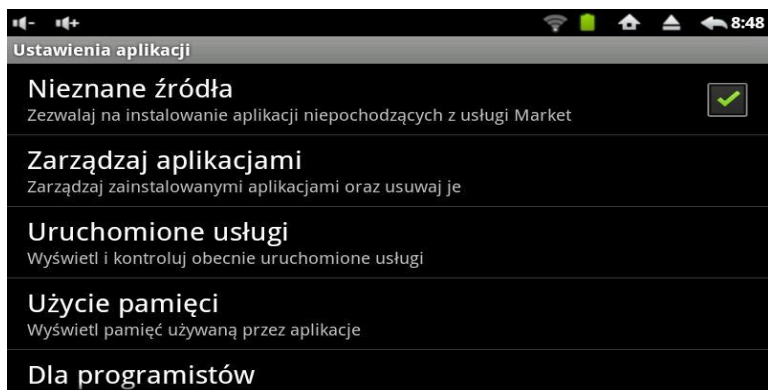 8:48
Ustawienia aplikacji
Nieznane źródła
Zezwalaj na instalowanie aplikacji niepochodzących z usługi Market
Zarządzaj aplikacjami
Zarządzaj zainstalowanymi aplikacjami oraz usuwaj je
Uruchomione usługi
Wyświetl i kontroluj obecnie uruchomione usługi
Użycie pamięci
Wyświetl pamięć używaną przez aplikacje
Dla programistów